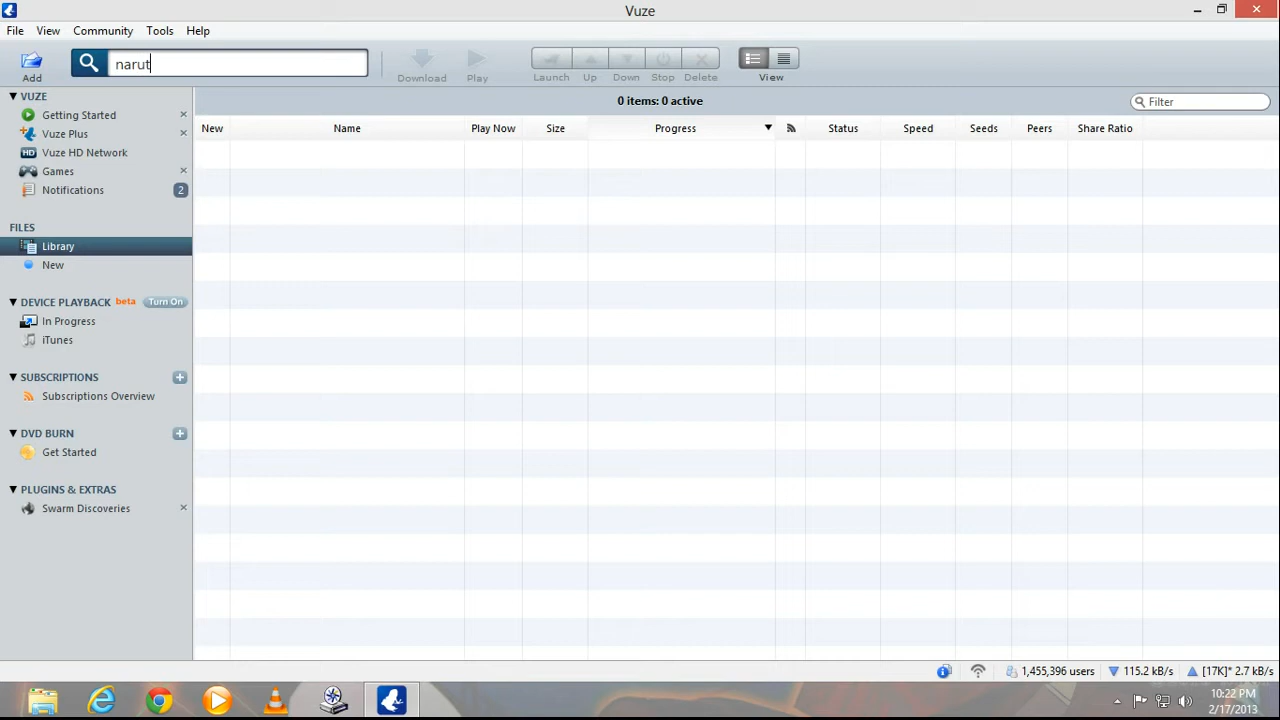 Vuze
File View Community Tools Help
narut
Add
Download Play Launch Up Down Stop Delete View
VUZE
0 items: 0 active
Filter
Getting Started
Vuze Plus
HD Vuze HD Network
Games
Notifications 2
New Name Play Now Size Progress Status Speed Seeds Peers Share Ratio
FILES
Library
New
DEVICE PLAYBACK beta Turn On
In Progress
iTunes
SUBSCRIPTIONS
Subscriptions Overview
DVD BURN
Get Started
PLUGINS & EXTRAS
Swarm Discoveries
1,455,396 users 115.2 kB/s [17K]* 2.7 kB/s
10:22 PM
2/17/2013